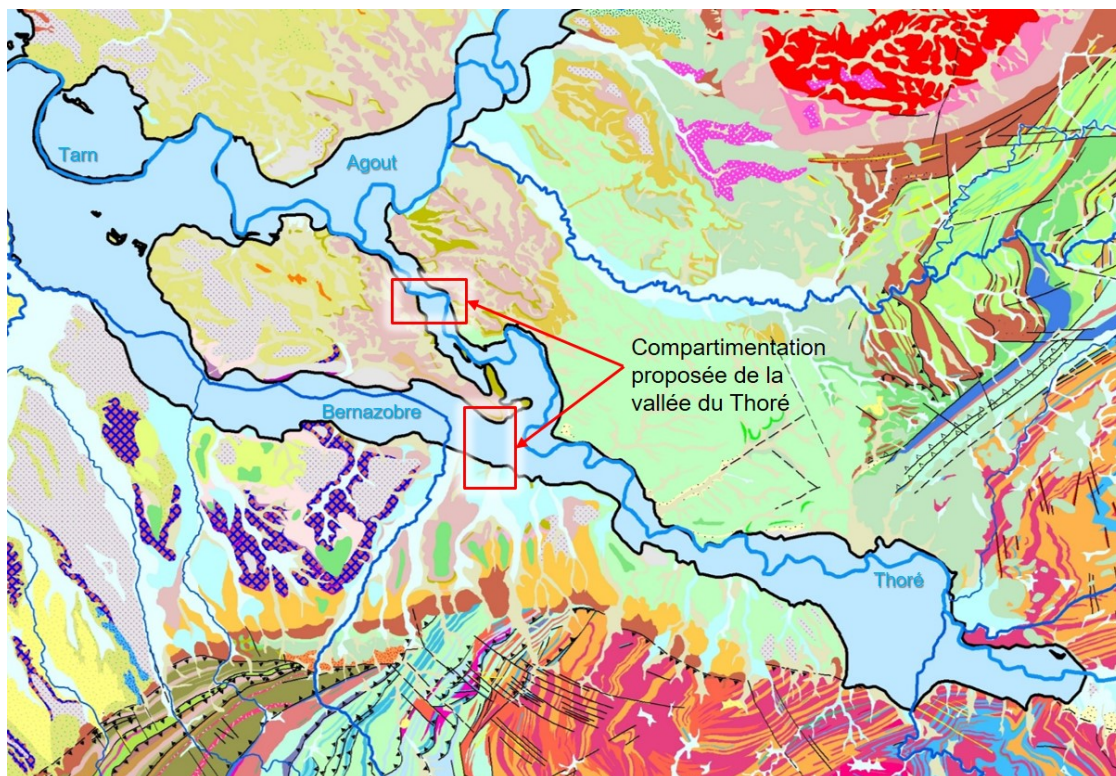 Tarn
Agout
Compartimentation
proposée de la
vallée du Thoré
Bernazobre
Thoré